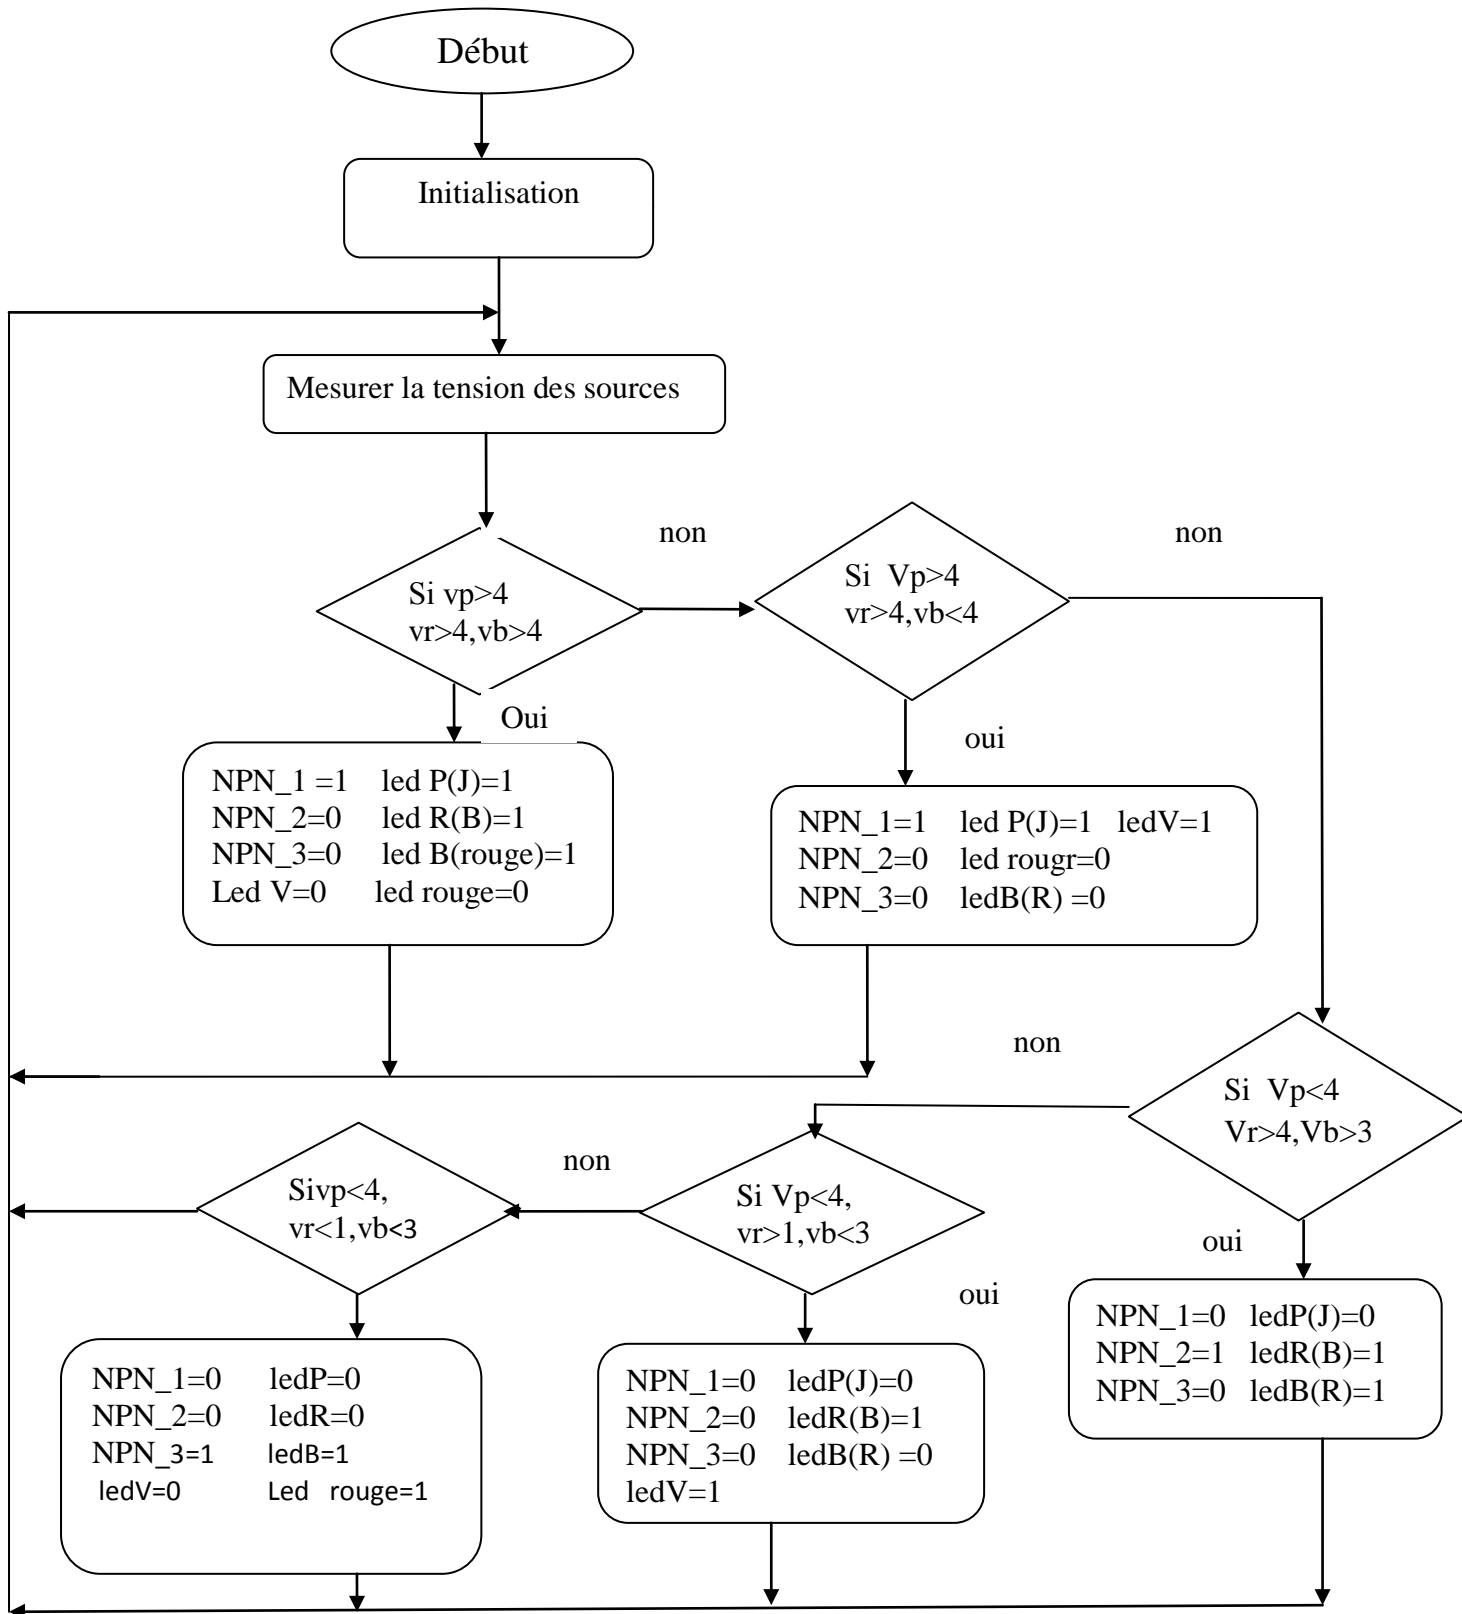 Début
Initialisation
Mesurer la tension des sources
non
non
Si vp>4
vr>4,vb>4
Si Vp>4
vr>4,vb<4
Oui
oui
NPN_1 =1 led P(J)=1
NPN_2=0 led R(B)=1
NPN_3=0 led B(rouge)=1
Led V=0 led rouge=0
NPN_1=1 led P(J)=1 ledV=1
NPN_2=0 led rougr=0
NPN_3=0 ledB(R) =0
non
Si Vp<4
Vr>4,Vb>3
non
Sivp<4,
vr<1,vb<3
Si Vp<4,
vr>1,vb<3
oui
oui
NPN_1=0 ledP(J)=0
NPN_2=1 ledR(B)=1
NPN_3=0 ledB(R)=1
NPN_1=0 ledP=0
NPN_2=0 ledR=0
NPN_3=1 ledB=1
ledV=0 Led rouge=1
NPN_1=0 ledP(J)=0
NPN_2=0 ledR(B)=1
NPN_3=0 ledB(R) =0
ledV=1